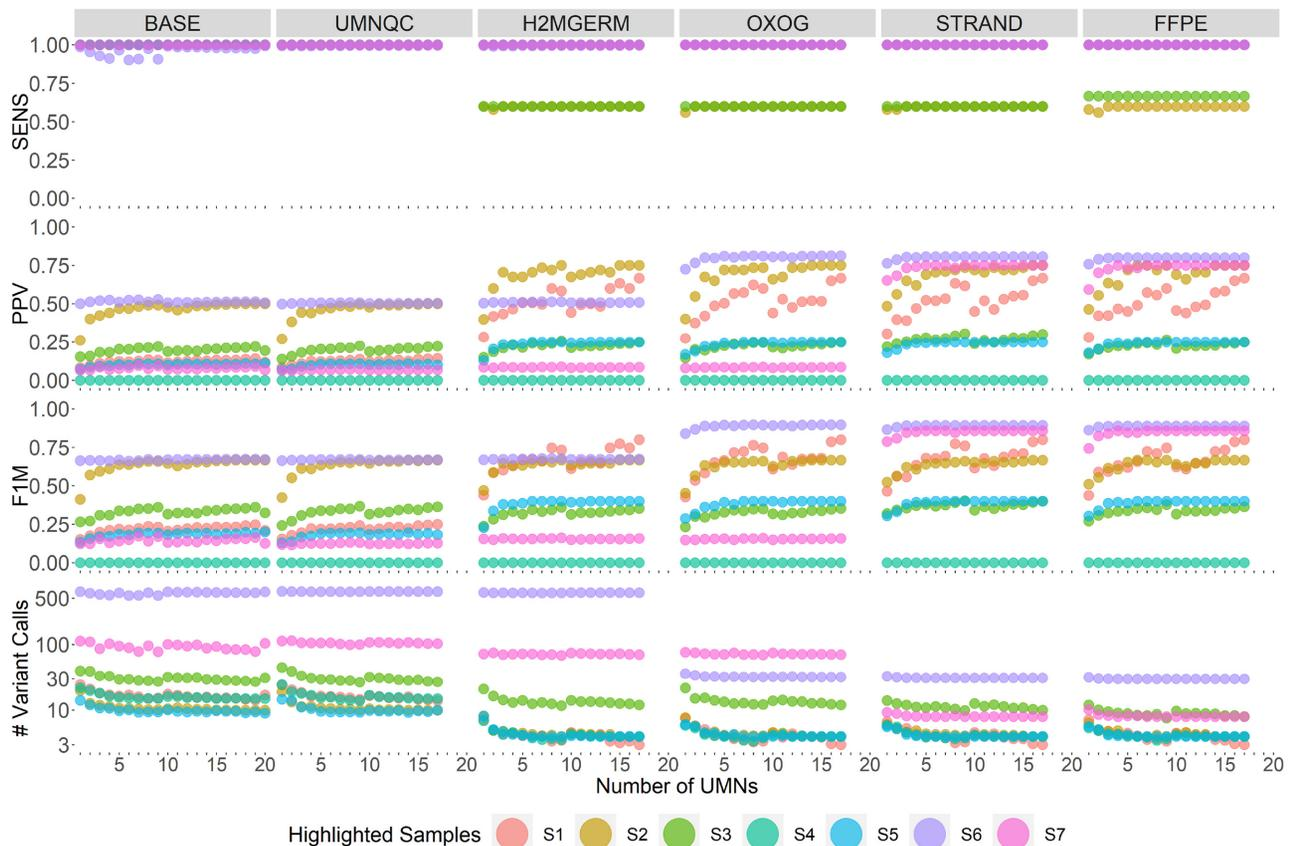 BASE UMNQC H2MGERM OXOG STRAND FFPE
SENS
1.00
0.75
0.50
0.25
0.00
PPV
1.00
0.75
0.50
0.25
0.00
F1M
1.00
0.75
0.50
0.25
0.00
# Variant Calls
500
100
30
10
3
5 10 15 20 5 10 15 20 5 10 15 20 5 10 15 20 5 10 15 20 5 10 15 20
Number of UMNs
Highlighted Samples S1 S2 S3 S4 S5 S6 S7